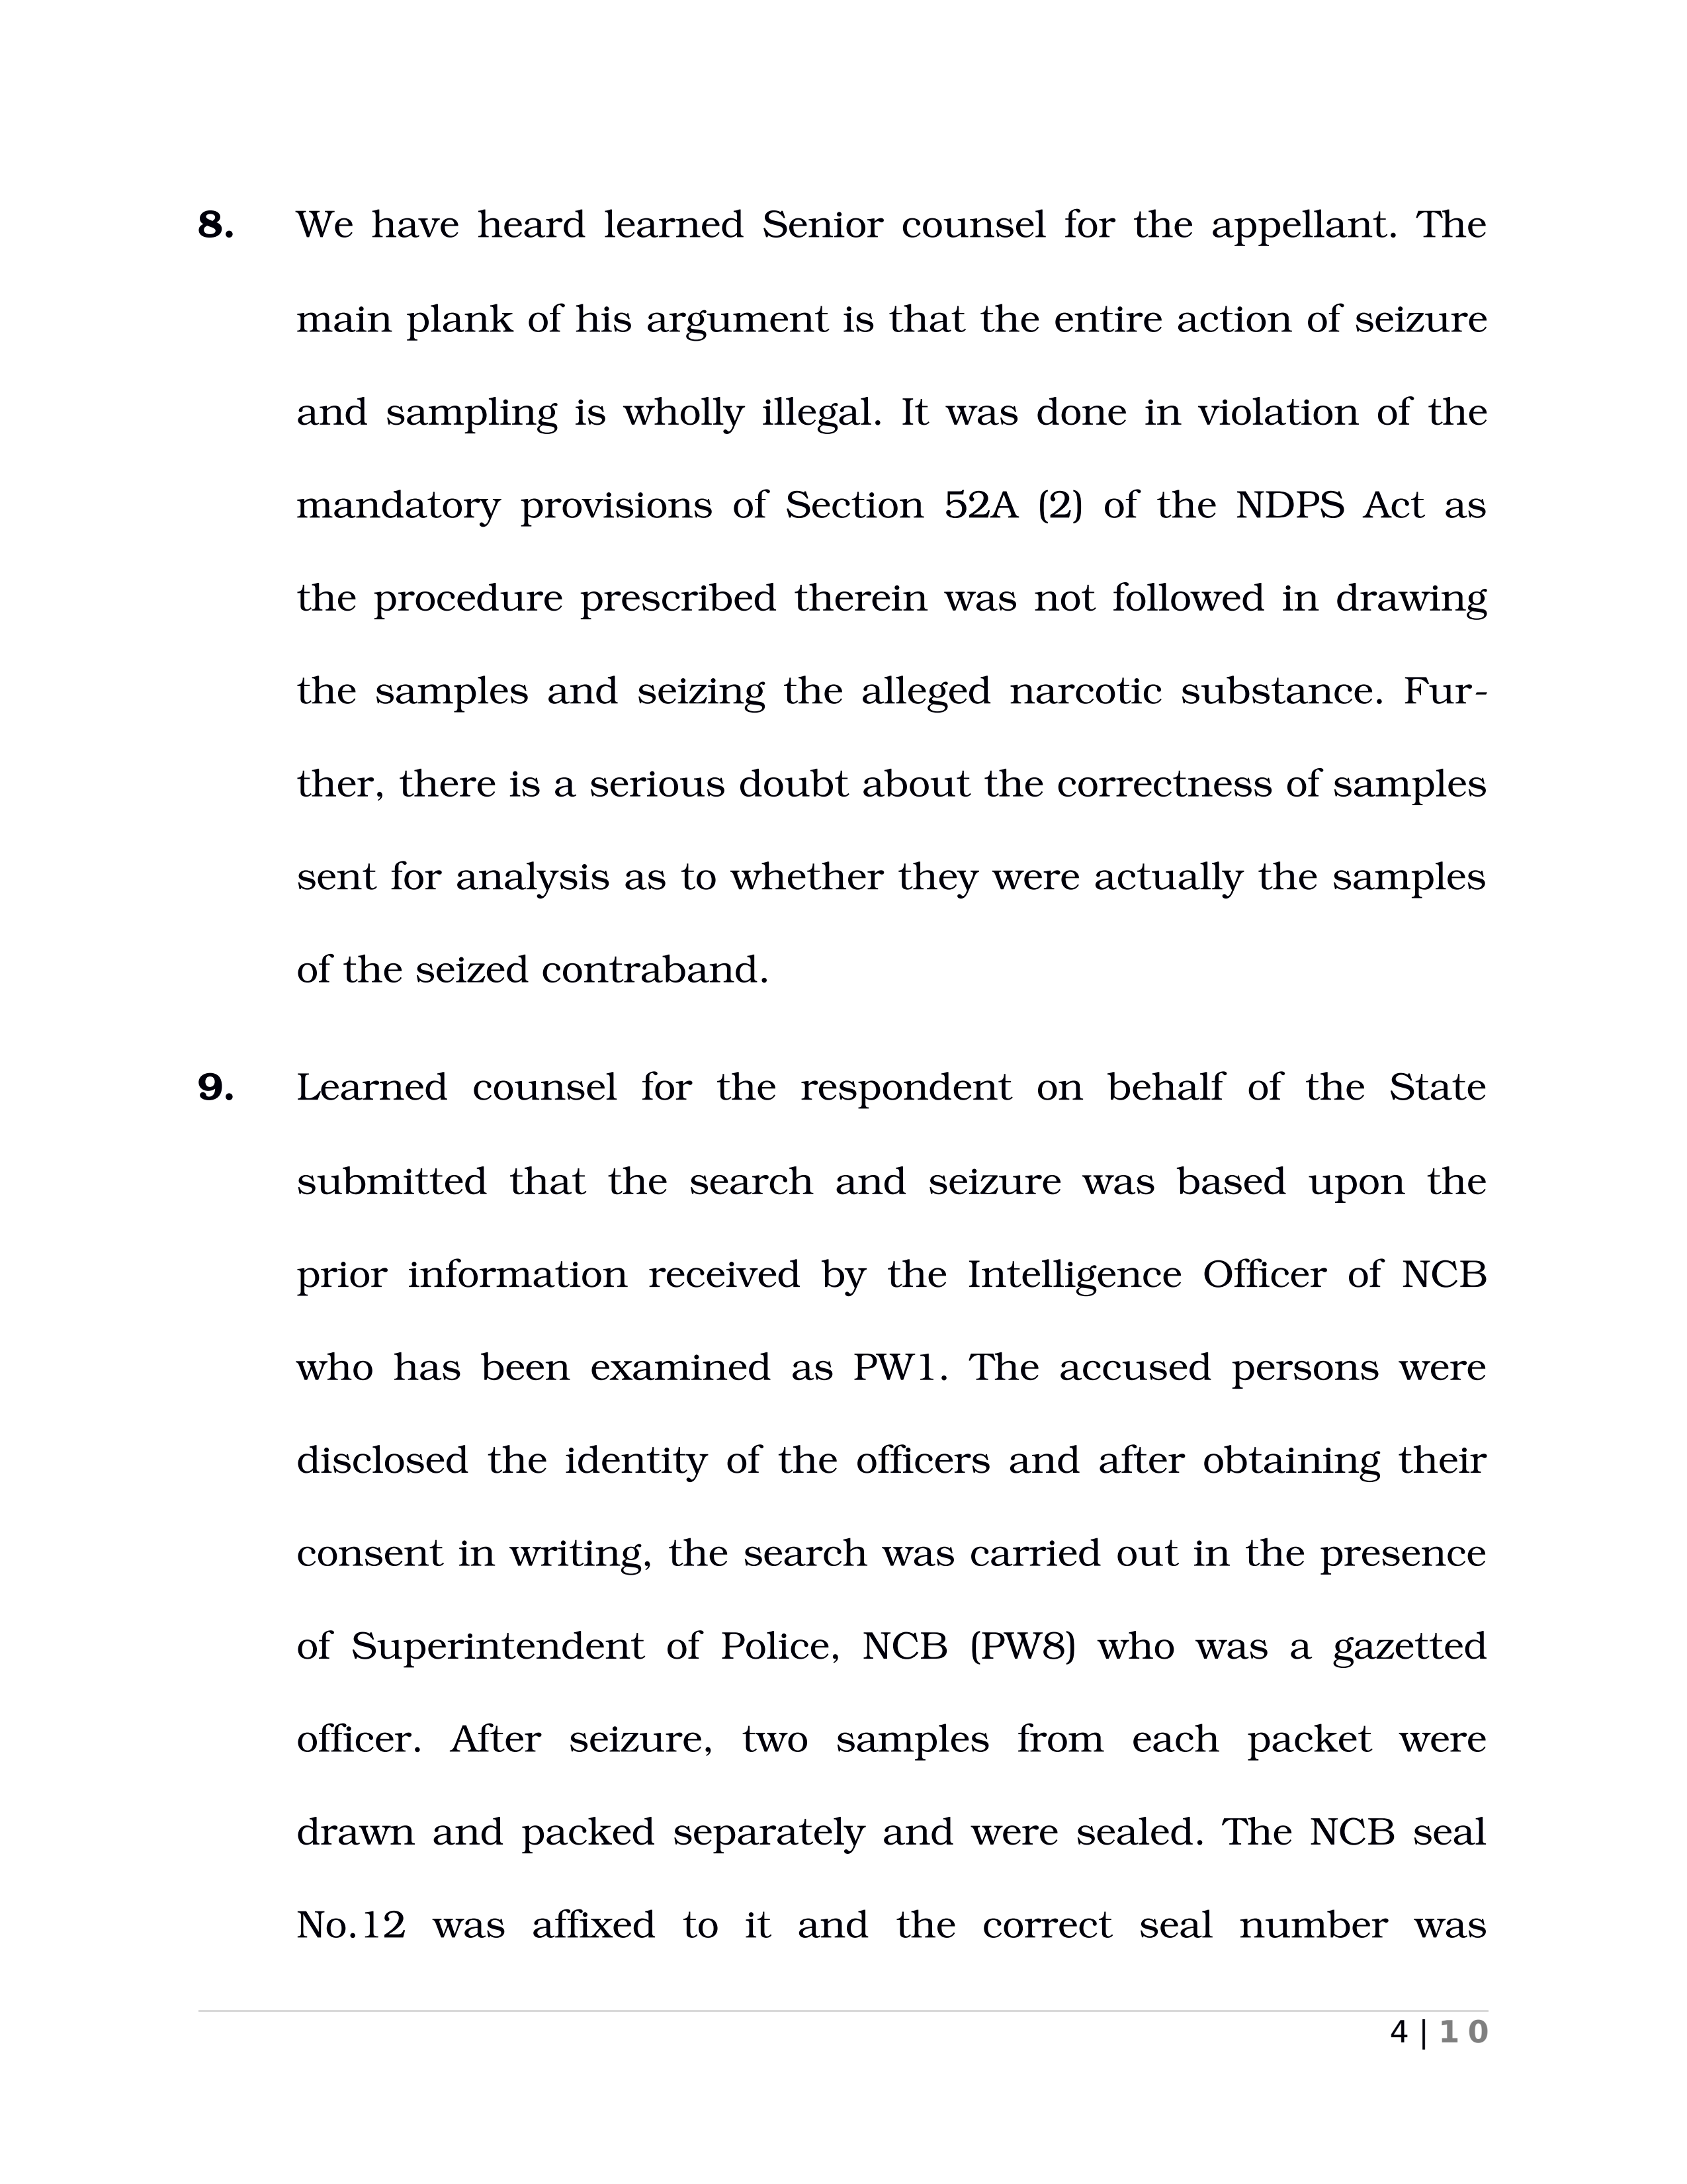 8. We have heard learned Senior counsel for the appellant. The
main plank of his argument is that the entire action of seizure
and sampling is wholly illegal. It was done in violation of the
mandatory provisions of Section 52A (2) of the NDPS Act as
the procedure prescribed therein was not followed in drawing
the samples and seizing the alleged narcotic substance. Fur-
ther, there is a serious doubt about the correctness of samples
sent for analysis as to whether they were actually the samples
of the seized contraband.
9. Learned counsel for the respondent on behalf of the State
submitted that the search and seizure was based upon the
prior information received by the Intelligence Officer of NCB
who has been examined as PW1. The accused persons were
disclosed the identity of the officers and after obtaining their
consent in writing, the search was carried out in the presence
of Superintendent of Police, NCB (PW8) who was a gazetted
officer. After seizure, two samples from each packet were
drawn and packed separately and were sealed. The NCB seal
No.12 was affixed to it and the correct seal number was
4 | 1 0